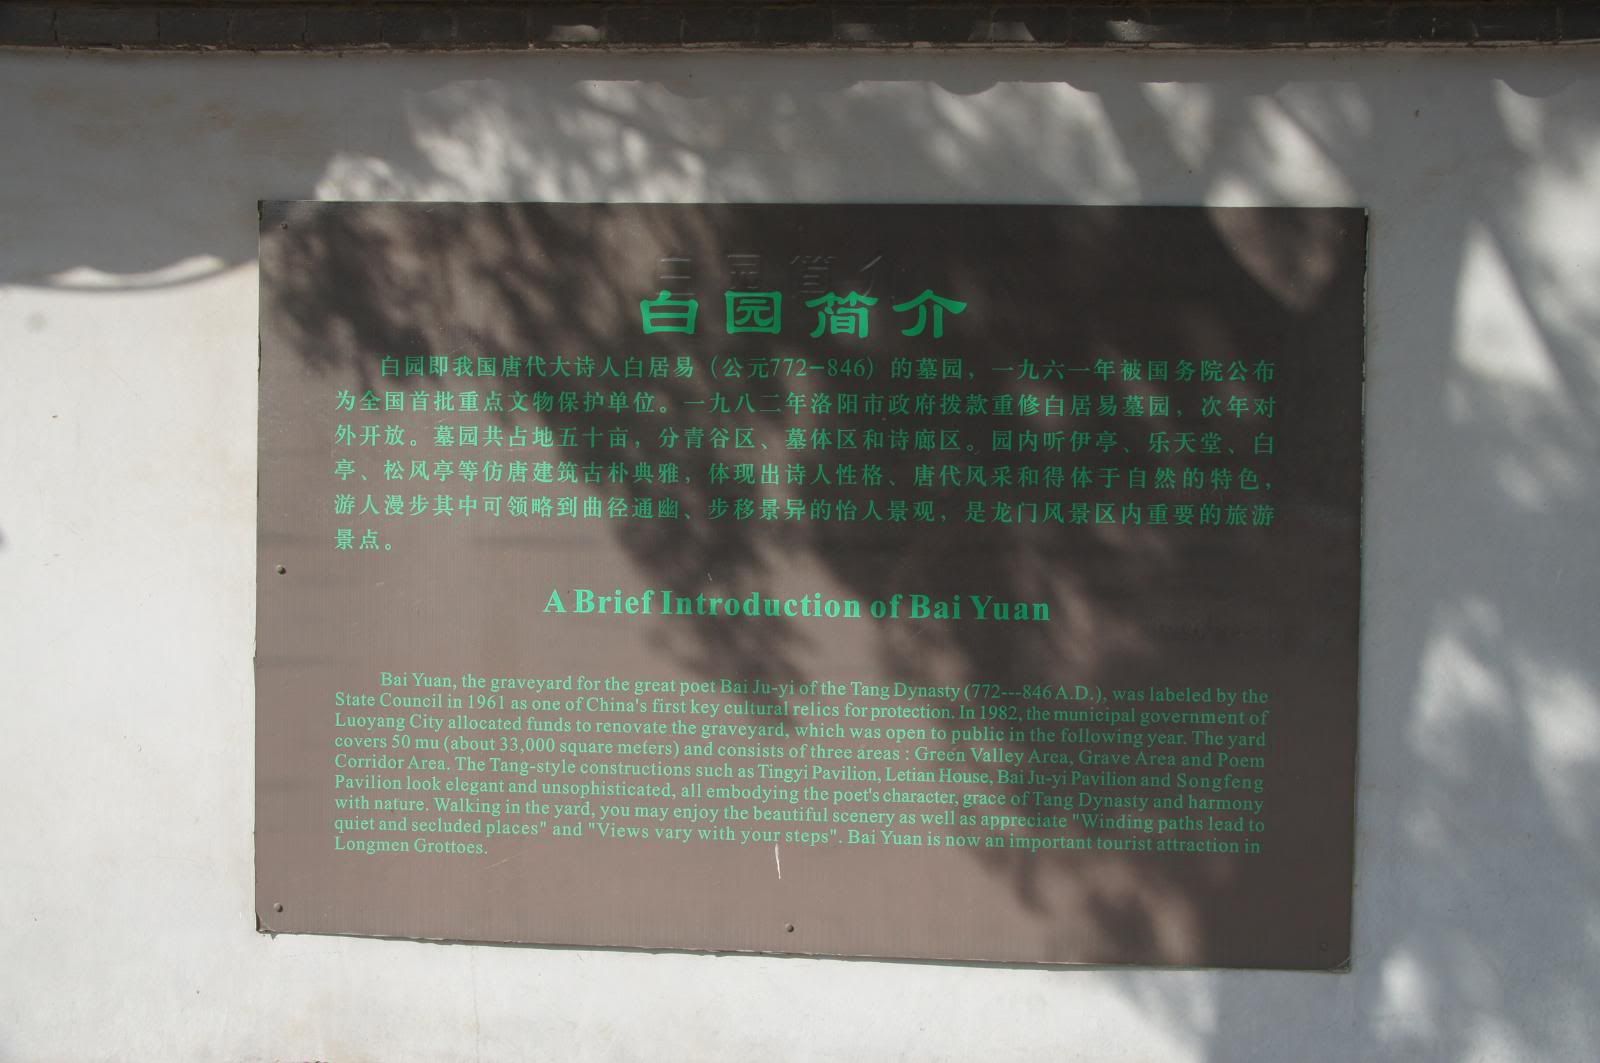 白园简介
白园即我国唐代大诗人白居易（公元772-846）的墓园，一九六一年被国务院公布
为全国首批重点文物保护单位。一九八二年洛阳市政府拨款重修白居易墓园，次年对
外开放。墓园共占地五十亩，分青谷区、墓体区和诗廊区。园内听伊亭、乐天堂、白
亭、松风亭等仿唐建筑古朴典雅，体现出诗人性格、唐代风采和得体于自然的特色，
游人漫步其中可领略到曲径通幽、步移景异的怡人景观，是龙门风景区内重要的旅游
景点。
A Brief Introduction of Bai Yuan
Bai Yuan, the graveyard for the great poet Bai Ju-yi of the Tang Dynasty (772---846 A.D.), was labeled by the
State Council in 1961 as one of China's first key cultural relics for protection. In 1982, the municipal government of
Luoyang City allocated funds to renovate the graveyard, which was open to public in the following year. The yard
covers 50 mu (about 33,000 square meters) and consists of three areas : Green Valley Area, Grave Area and Poem
Corridor Area. The Tang-style constructions such as Tingyi Pavilion, Letian House, Bai Ju-yi Pavilion and Songfeng
Pavilion look elegant and unsophisticated, all embodying the poet's character, grace of Tang Dynasty and harmony
with nature. Walking in the yard, you may enjoy the beautiful scenery as well as appreciate "Winding paths lead to
quiet and secluded places" and "Views vary with your steps". Bai Yuan is now an important tourist attraction in
Longmen Grottoes.